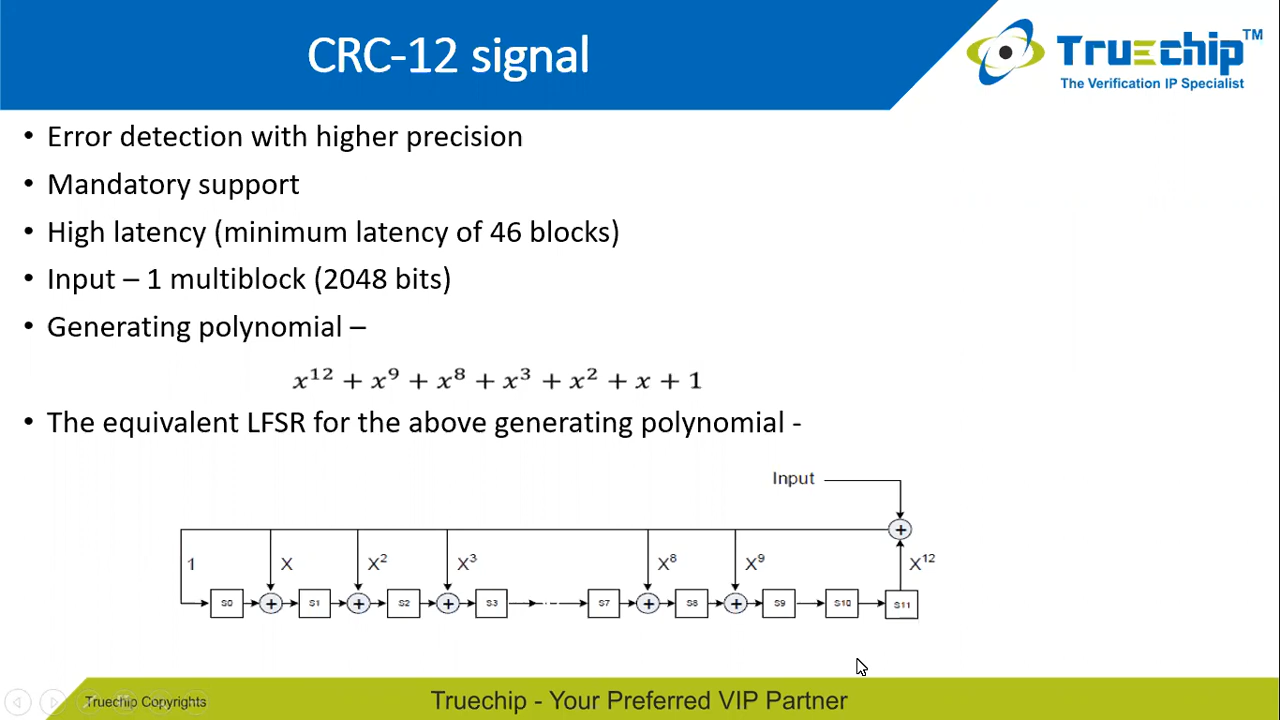 CRC-12 signal
Truechip™
The Verification IP Specialist
• Error detection with higher precision
• Mandatory support
• High latency (minimum latency of 46 blocks)
• Input – 1 multiblock (2048 bits)
• Generating polynomial –
x¹² + x⁹ + x⁸ + x³ + x² + x + 1
• The equivalent LFSR for the above generating polynomial -
Input
1 X X² X³ X⁸ X⁹ X¹²
S0 + S1 + S2 + S3 S7 + S8 + S9 S10 S11
+
Truechip Copyrights
Truechip - Your Preferred VIP Partner